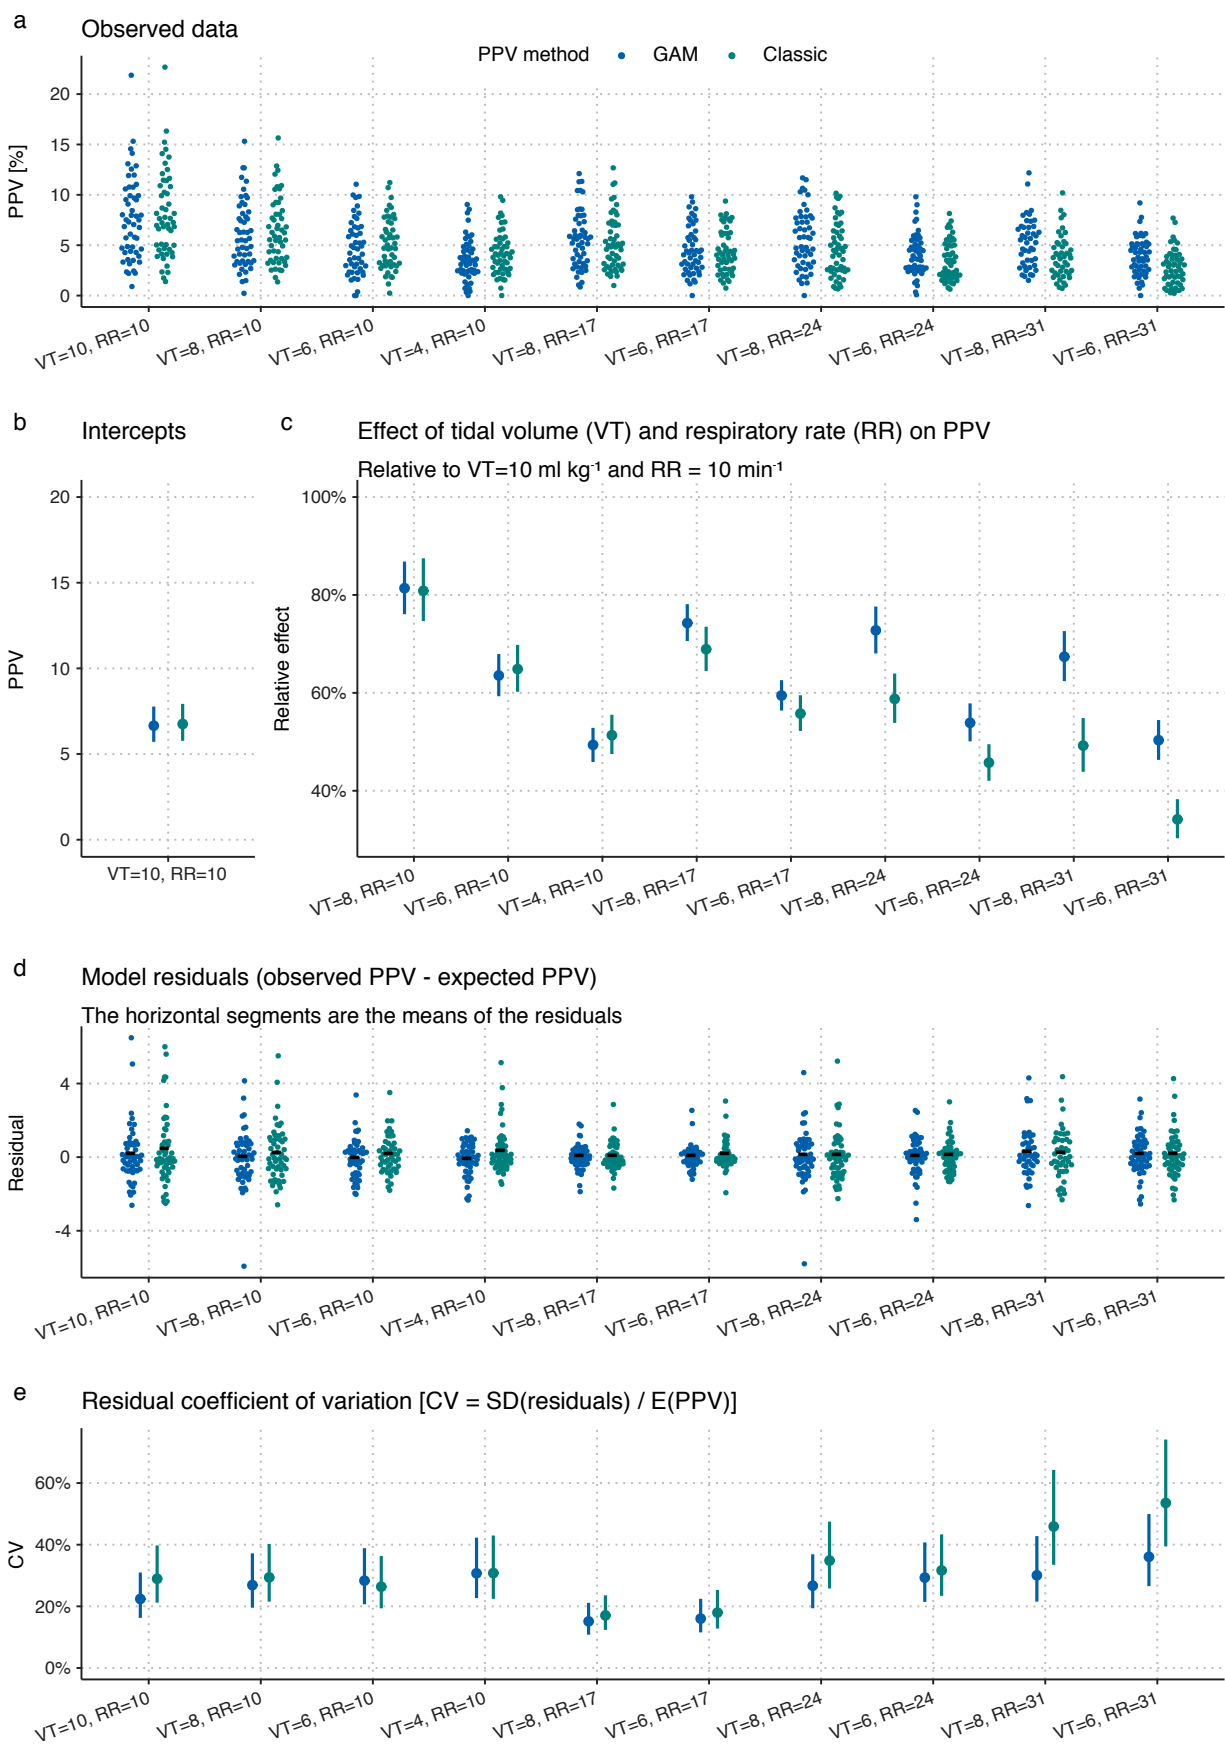 a
Observed data
PPV method GAM Classic
PPV [%]
20
15
10
5
0
VT=10, RR=10
VT=8, RR=10
VT=6, RR=10
VT=4, RR=10
VT=8, RR=17
VT=6, RR=17
VT=8, RR=24
VT=6, RR=24
VT=8, RR=31
VT=6, RR=31
b
Intercepts
PPV
20
15
10
5
0
VT=10, RR=10
c
Effect of tidal volume (VT) and respiratory rate (RR) on PPV
Relative to VT=10 ml kg⁻¹ and RR = 10 min⁻¹
Relative effect
100%
80%
60%
40%
VT=8, RR=10
VT=6, RR=10
VT=4, RR=10
VT=8, RR=17
VT=6, RR=17
VT=8, RR=24
VT=6, RR=24
VT=8, RR=31
VT=6, RR=31
d
Model residuals (observed PPV - expected PPV)
The horizontal segments are the means of the residuals
Residual
4
0
-4
VT=10, RR=10
VT=8, RR=10
VT=6, RR=10
VT=4, RR=10
VT=8, RR=17
VT=6, RR=17
VT=8, RR=24
VT=6, RR=24
VT=8, RR=31
VT=6, RR=31
e
Residual coefficient of variation [CV = SD(residuals) / E(PPV)]
CV
60%
40%
20%
0%
VT=10, RR=10
VT=8, RR=10
VT=6, RR=10
VT=4, RR=10
VT=8, RR=17
VT=6, RR=17
VT=8, RR=24
VT=6, RR=24
VT=8, RR=31
VT=6, RR=31